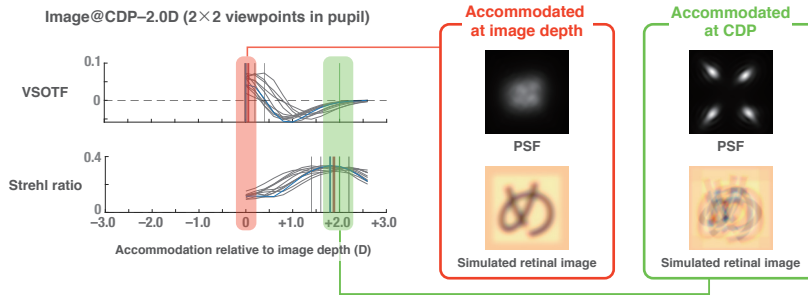 Image@CDP–2.0D (2×2 viewpoints in pupil)
VSOTF
0.1
0
Strehl ratio
0.4
0
–3.0 –2.0 –1.0 0 +1.0 +2.0 +3.0
Accommodation relative to image depth (D)
Accommodated
at image depth
PSF
Simulated retinal image
Accommodated
at CDP
PSF
Simulated retinal image